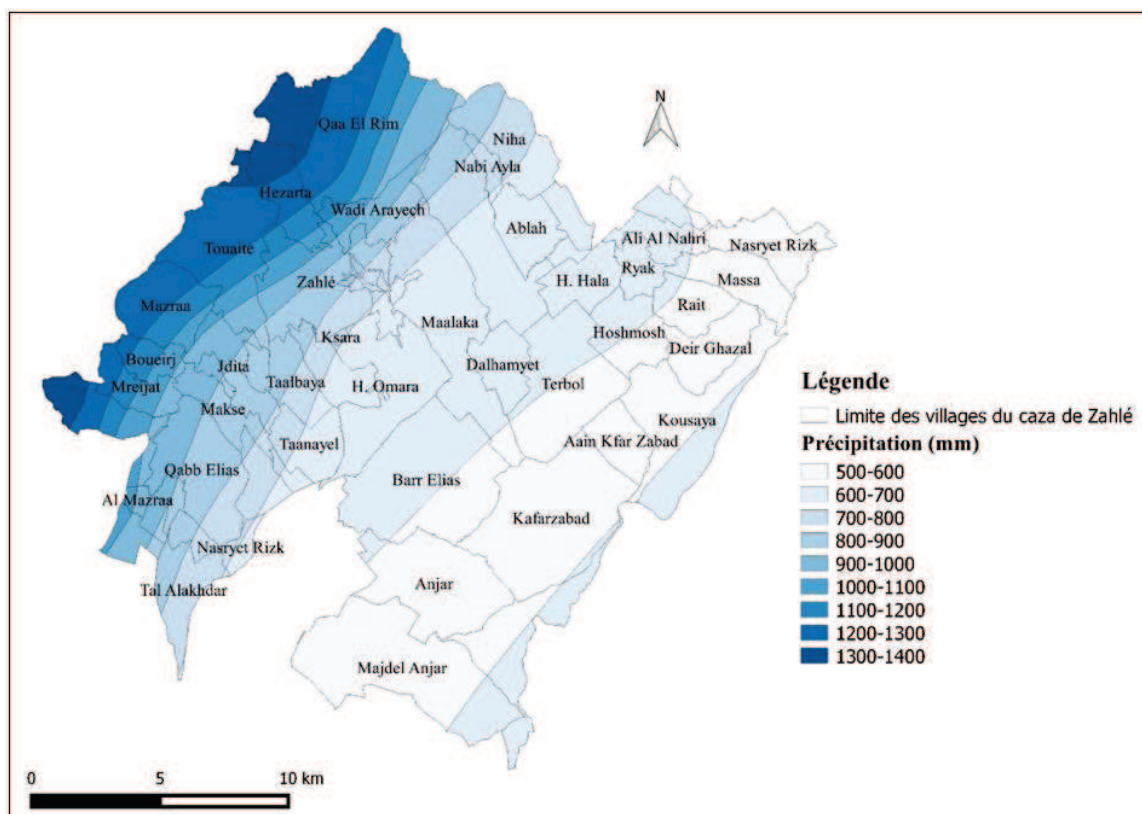 N
Qaa El Rim
Niha
Nabi Ayla
Hezarta
Wadi Arayech
Ablah
Ali Al Nahri
Nasryet Rizk
Touaite
Zahlé
H. Hala
Ryak
Massa
Mazraa
Rait
Maalaka
Ksara
Hoshmosh
Deir Ghazal
Boueirj
Jdita
Taalbaya
Dalhamyet
Terbol
Mreijat
H. Omara
Makse
Kousaya
Taanayel
Aain Kfar Zabad
Qabb Elias
Barr Elias
Al Mazraa
Kafarzabad
Nasryet Rizk
Tal Alakhdar
Anjar
Majdel Anjar
Légende
Limite des villages du caza de Zahlé
Précipitation (mm)
500-600
600-700
700-800
800-900
900-1000
1000-1100
1100-1200
1200-1300
1300-1400
0 5 10 km